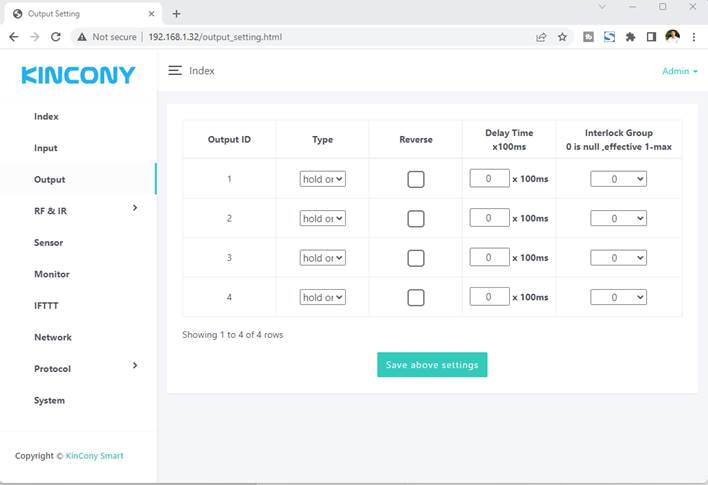 Output Setting
Not secure | 192.168.1.32/output_setting.html
KINCONY
Index
Admin
Index
Input
Output
RF & IR
Sensor
Monitor
IFTTT
Network
Protocol
System
Copyright © KinCony Smart
Output ID Type Reverse Delay Time x100ms Interlock Group 0 is null ,effective 1-max
1 hold or 0 x 100ms 0
2 hold or 0 x 100ms 0
3 hold or 0 x 100ms 0
4 hold or 0 x 100ms 0
Showing 1 to 4 of 4 rows
Save above settings